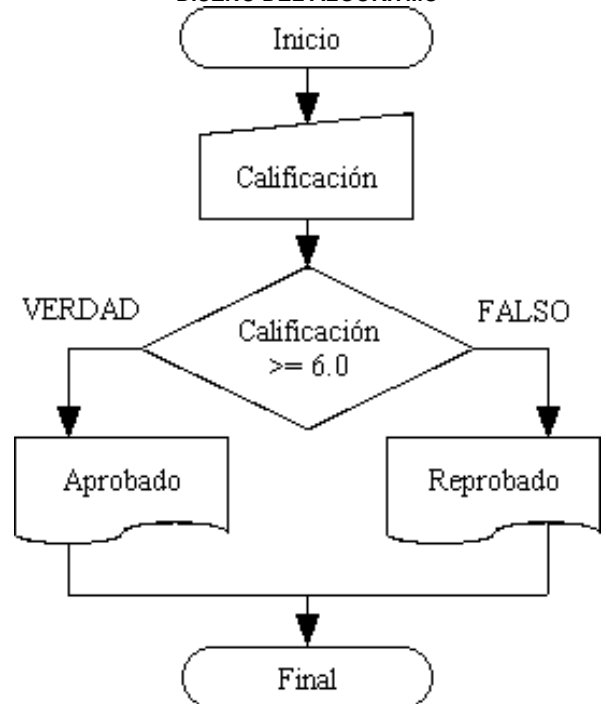 Inicio
Calificación
VERDAD
FALSO
Calificación
>= 6.0
Aprobado
Reprobado
Final